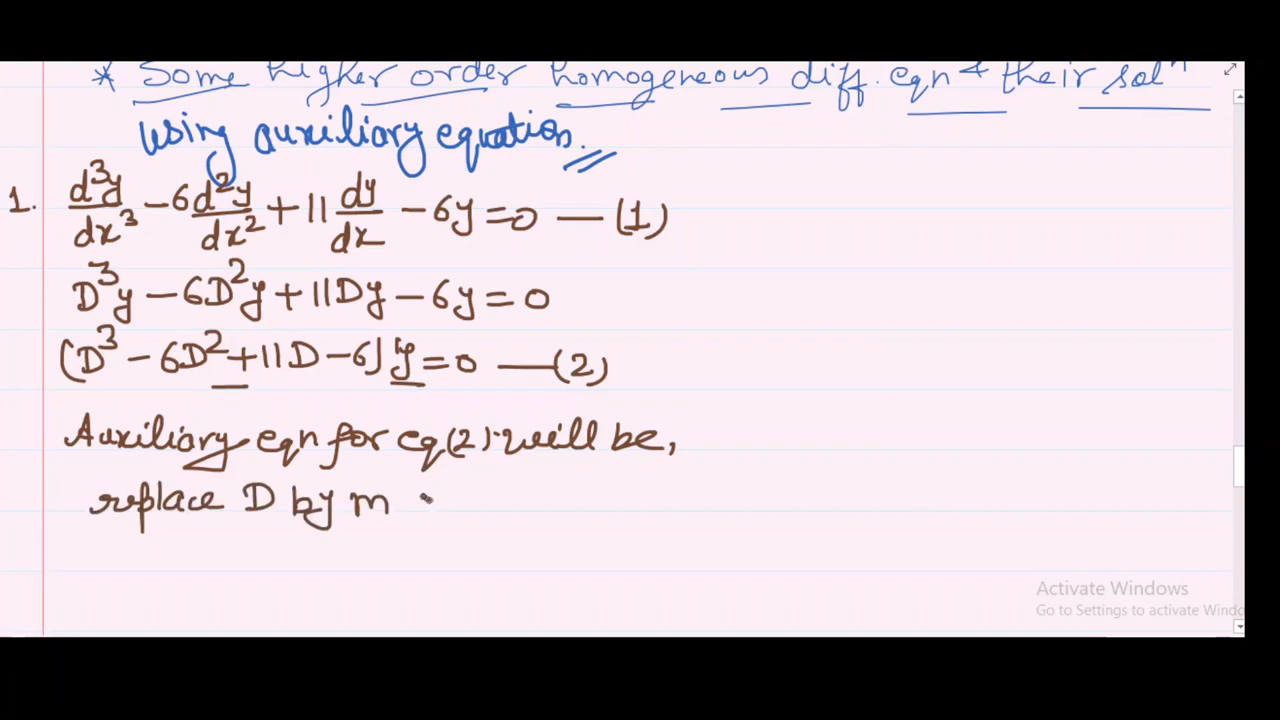 * Some higher order homogeneous diff. eqn & their solⁿ
using auxiliary equation.
1. d³y/dx³ - 6 d²y/dx² + 11 dy/dx - 6y = 0 — (1)
D³y - 6D²y + 11Dy - 6y = 0
(D³ - 6D² + 11D - 6) y = 0 — (2)
Auxiliary eqn for eq(2) will be,
replace D by m
Activate Windows
Go to Settings to activate Windo